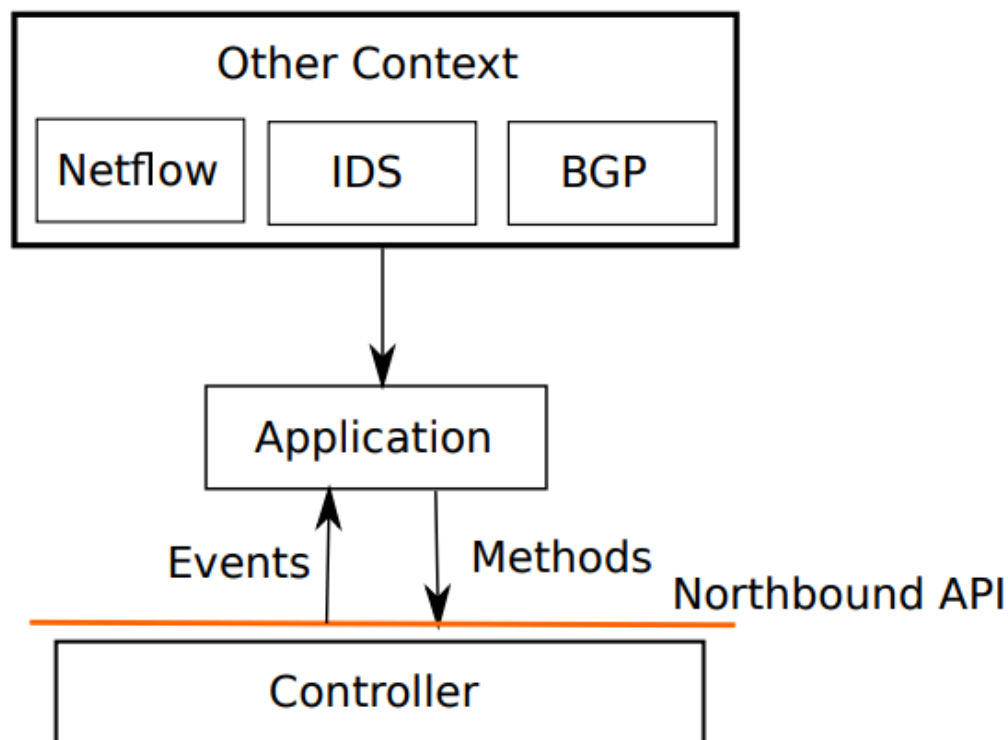 Other Context
Netflow
IDS
BGP
Application
Events
Methods
Northbound API
Controller